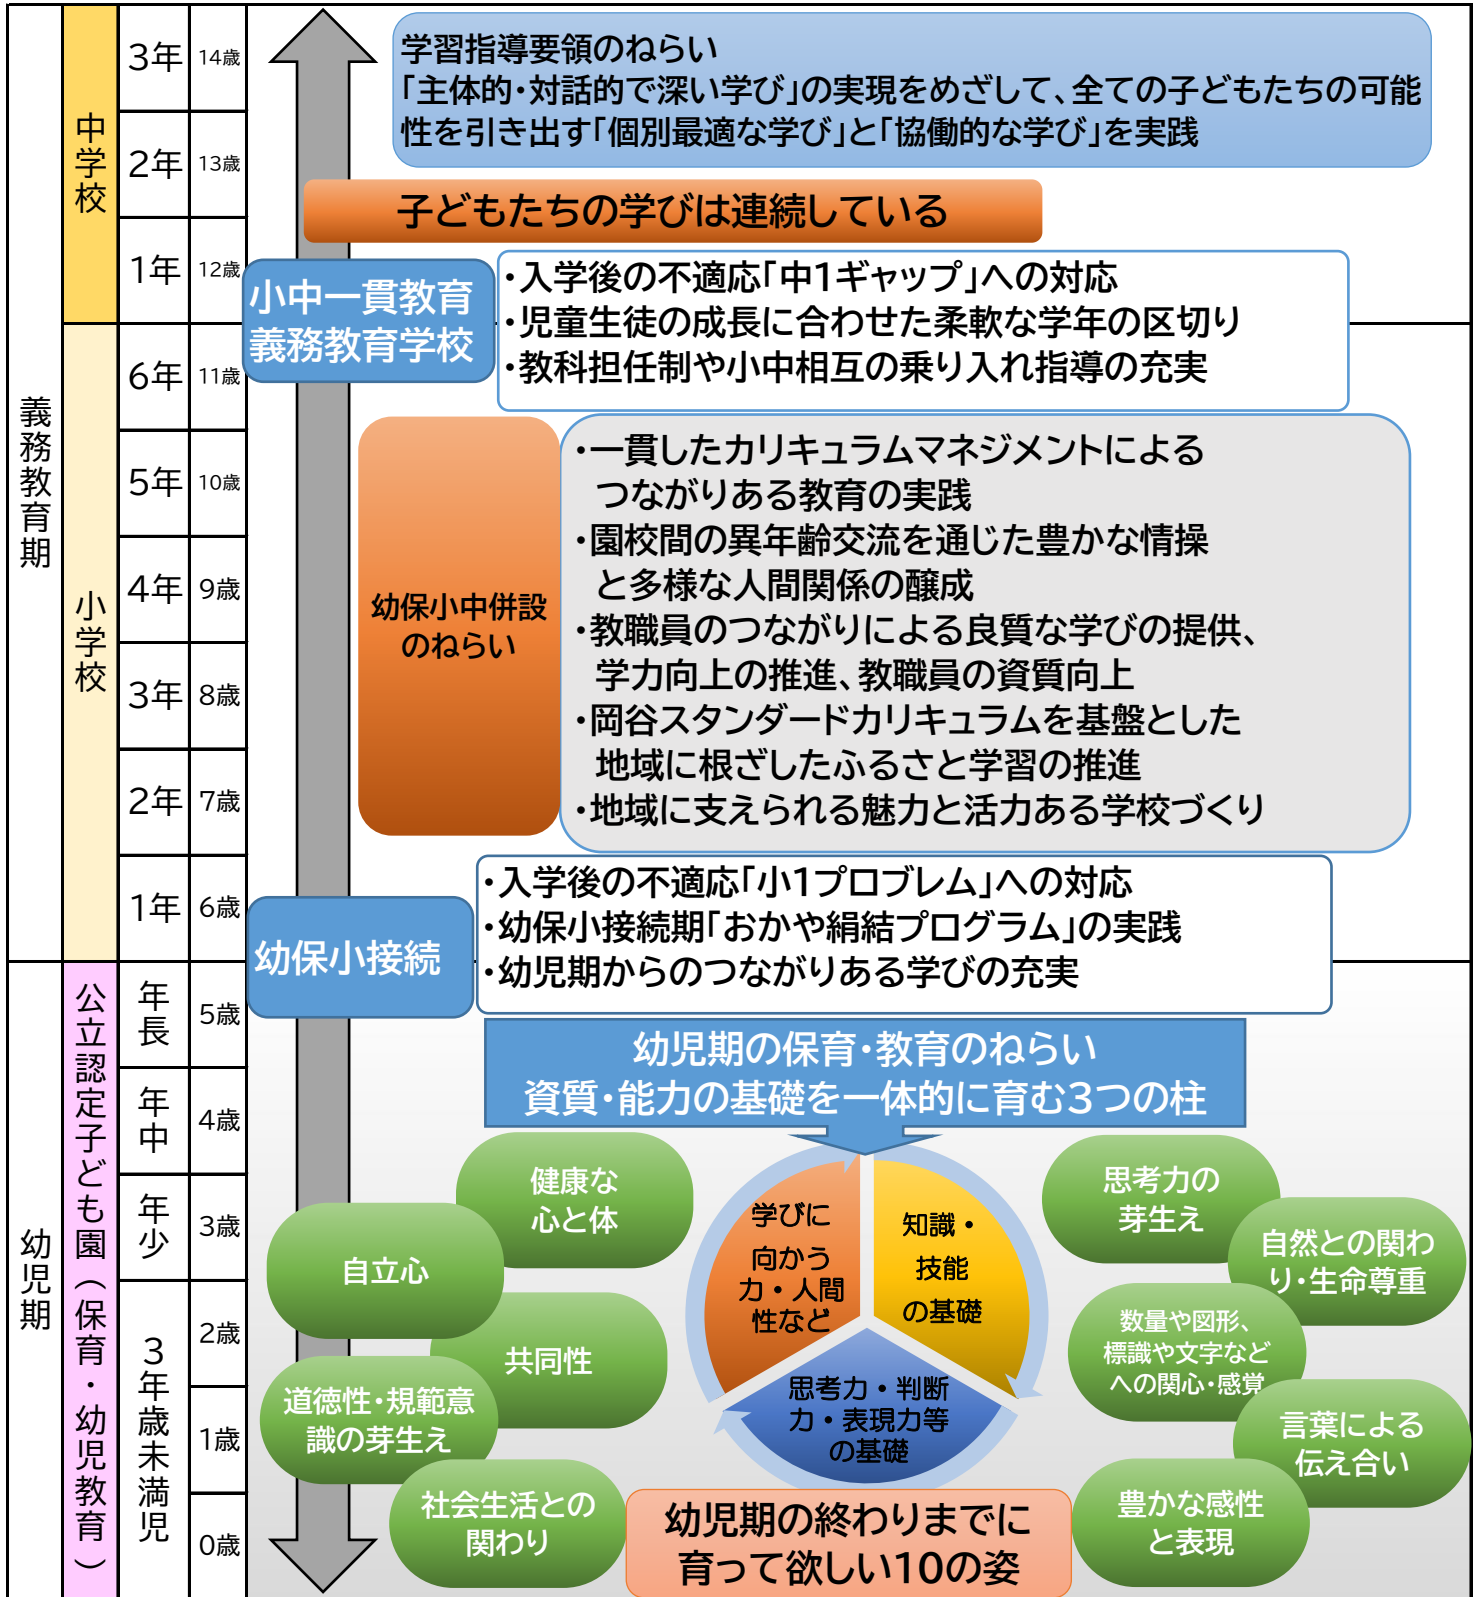 義務教育期
幼児期
中学校
小学校
公立認定子ども園（保育・幼児教育）
3年
14歳
2年
13歳
1年
12歳
6年
11歳
5年
10歳
4年
9歳
3年
8歳
2年
7歳
1年
6歳
年長
5歳
年中
4歳
年少
3歳
3年歳未満児
2歳
1歳
0歳
学習指導要領のねらい
「主体的・対話的で深い学び」の実現をめざして、全ての子どもたちの可能
性を引き出す「個別最適な学び」と「協働的な学び」を実践
子どもたちの学びは連続している
小中一貫教育
義務教育学校
・入学後の不適応「中1ギャップ」への対応
・児童生徒の成長に合わせた柔軟な学年の区切り
・教科担任制や小中相互の乗り入れ指導の充実
幼保小中併設
のねらい
・一貫したカリキュラムマネジメントによる
つながりある教育の実践
・園校間の異年齢交流を通じた豊かな情操
と多様な人間関係の醸成
・教職員のつながりによる良質な学びの提供、
学力向上の推進、教職員の資質向上
・岡谷スタンダードカリキュラムを基盤とした
地域に根ざしたふるさと学習の推進
・地域に支えられる魅力と活力ある学校づくり
幼保小接続
・入学後の不適応「小1プロブレム」への対応
・幼保小接続期「おかや絹結プログラム」の実践
・幼児期からのつながりある学びの充実
幼児期の保育・教育のねらい
資質・能力の基礎を一体的に育む3つの柱
学びに
向かう
力・人間
性など
知識・
技能
の基礎
思考力・判断
力・表現力等
の基礎
健康な
心と体
自立心
共同性
道徳性・規範意
識の芽生え
社会生活との
関わり
思考力の
芽生え
自然との関わ
り・生命尊重
数量や図形、
標識や文字など
への関心・感覚
言葉による
伝え合い
豊かな感性
と表現
幼児期の終わりまでに
育って欲しい10の姿